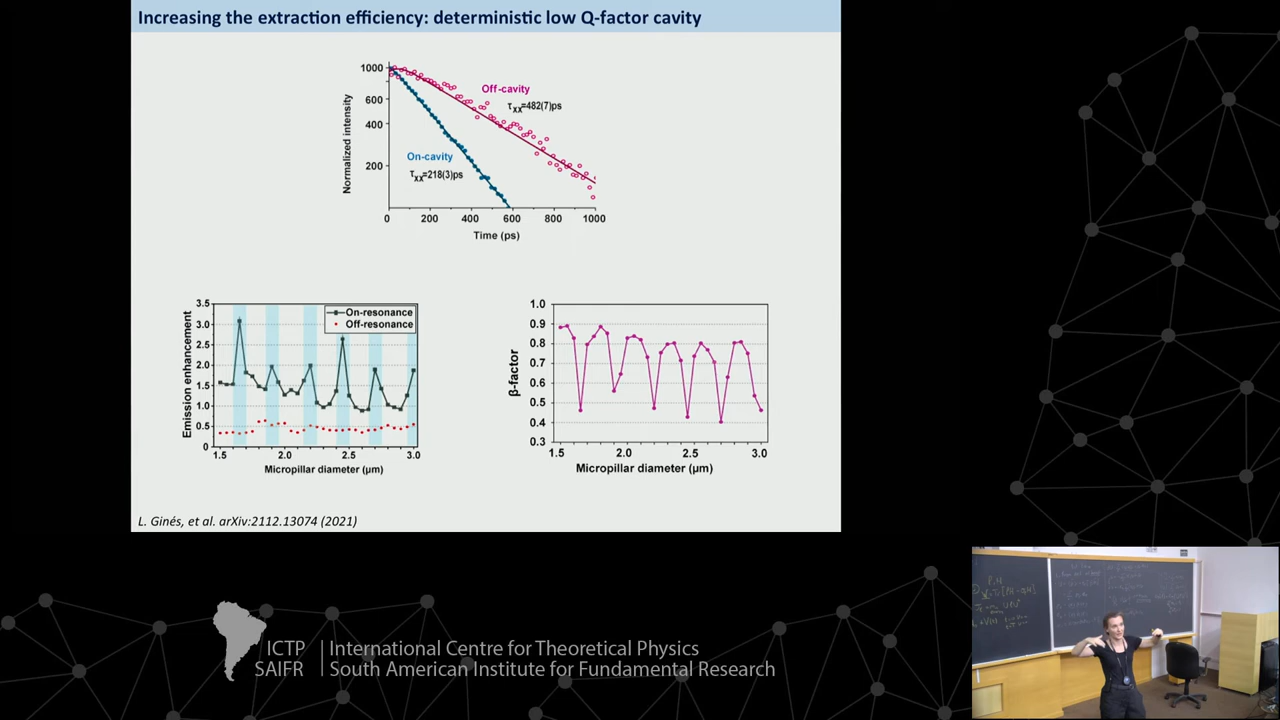 Increasing the extraction efficiency: deterministic low Q-factor cavity
1000
600
400
200
Normalized intensity
Off-cavity
τxx=482(7)ps
On-cavity
τxx=218(3)ps
0 200 400 600 800 1000
Time (ps)
3.5
3.0
2.5
2.0
1.5
1.0
0.5
0
Emission enhancement
On-resonance
Off-resonance
1.5 2.0 2.5 3.0
Micropillar diameter (µm)
1.0
0.9
0.8
0.7
0.6
0.5
0.4
0.3
β-factor
1.5 2.0 2.5 3.0
Micropillar diameter (µm)
L. Ginés, et al. arXiv:2112.13074 (2021)
ICTP International Centre for Theoretical Physics
SAIFR South American Institute for Fundamental Research